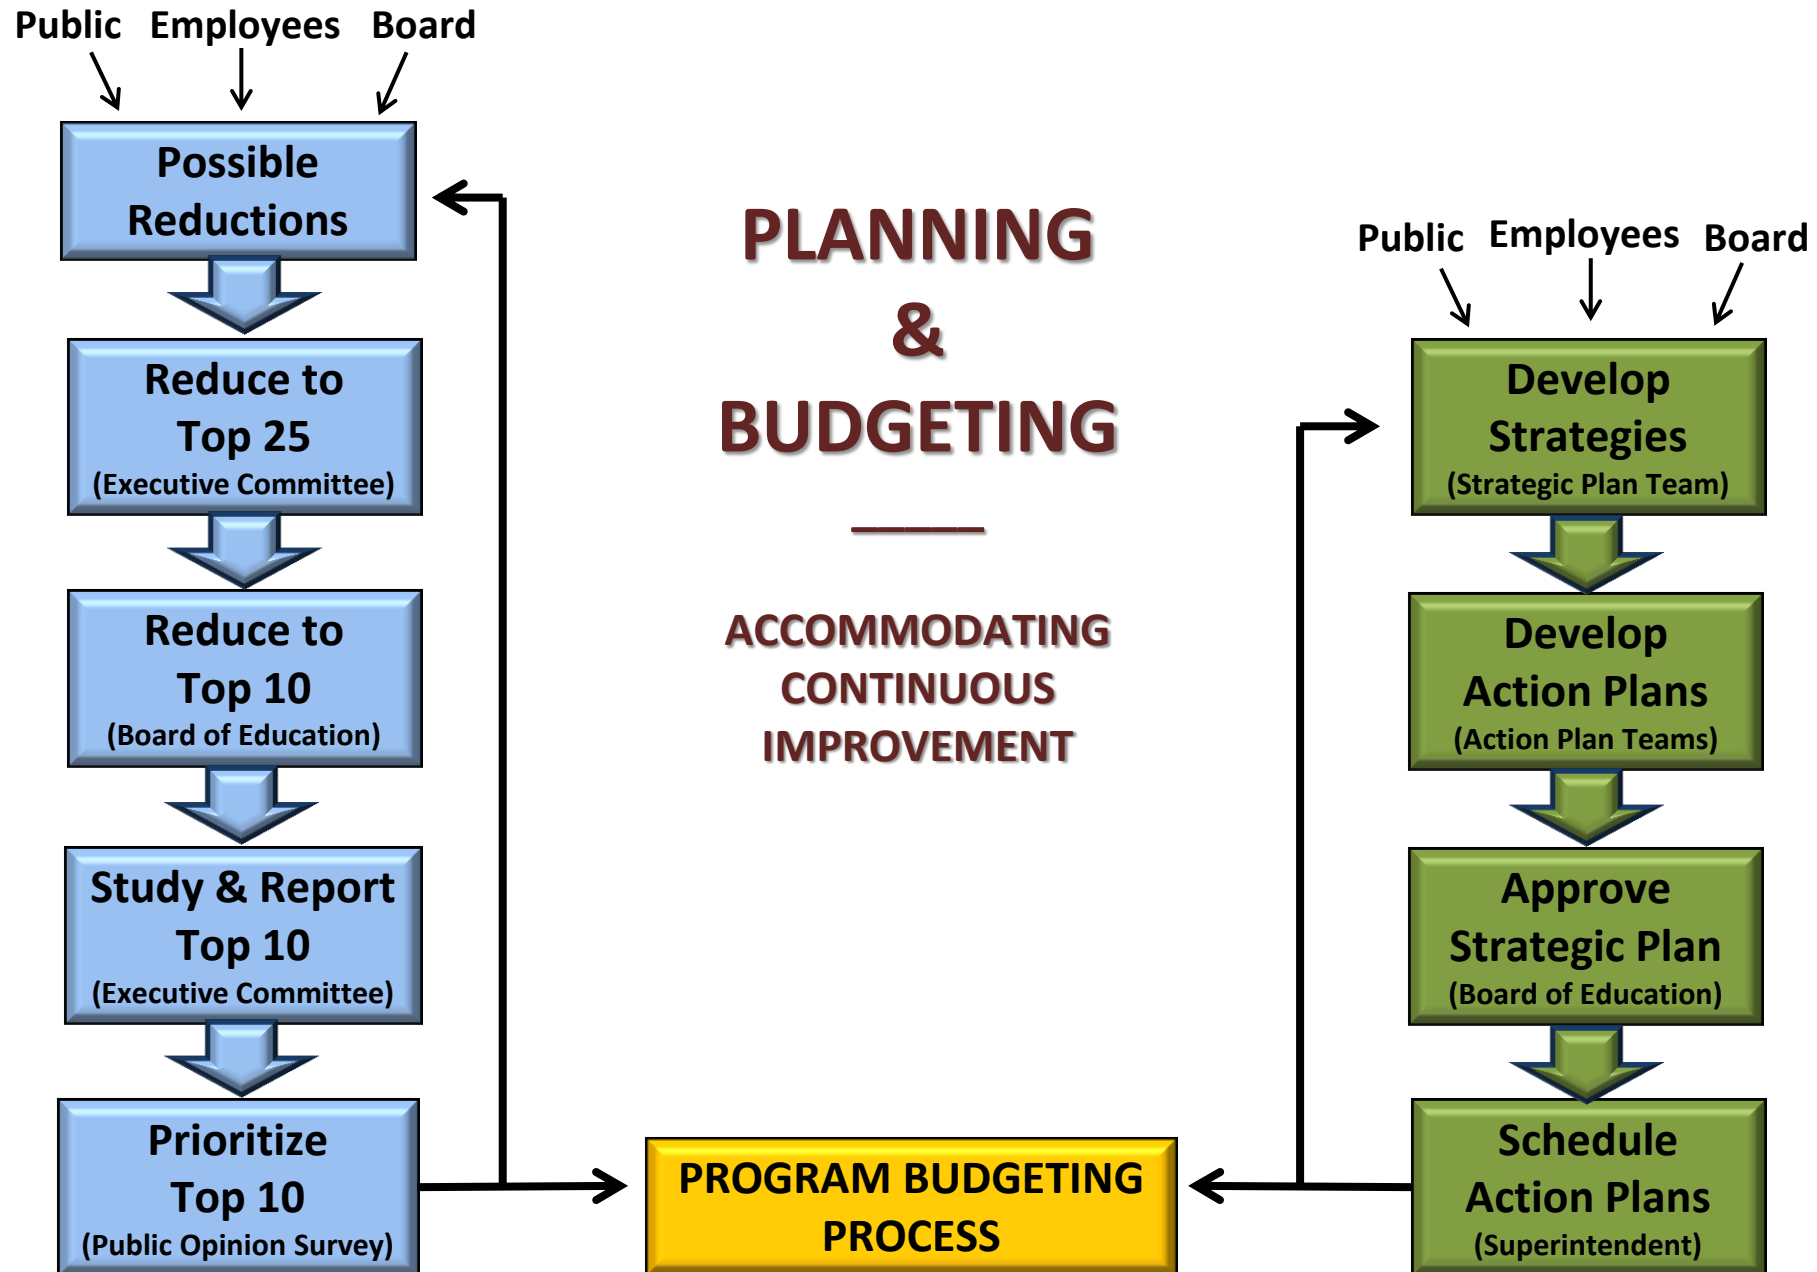 Public Employees Board
Possible
Reductions
Reduce to
Top 25
(Executive Committee)
Reduce to
Top 10
(Board of Education)
Study & Report
Top 10
(Executive Committee)
Prioritize
Top 10
(Public Opinion Survey)
PLANNING
&
BUDGETING
ACCOMMODATING
CONTINUOUS
IMPROVEMENT
PROGRAM BUDGETING
PROCESS
Public Employees Board
Develop
Strategies
(Strategic Plan Team)
Develop
Action Plans
(Action Plan Teams)
Approve
Strategic Plan
(Board of Education)
Schedule
Action Plans
(Superintendent)